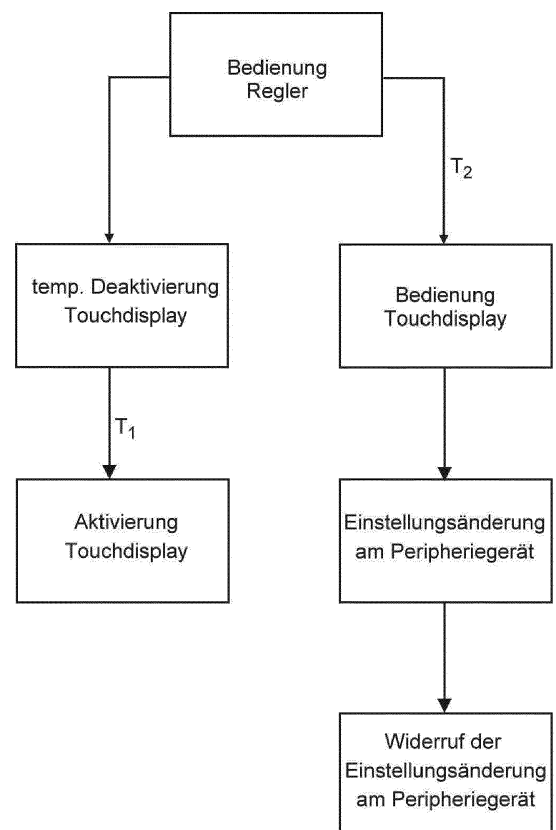 Bedienung
Regler
T2
temp. Deaktivierung
Touchdisplay
Bedienung
Touchdisplay
T1
Aktivierung
Touchdisplay
Einstellungsänderung
am Peripheriegerät
Widerruf der
Einstellungsänderung
am Peripheriegerät